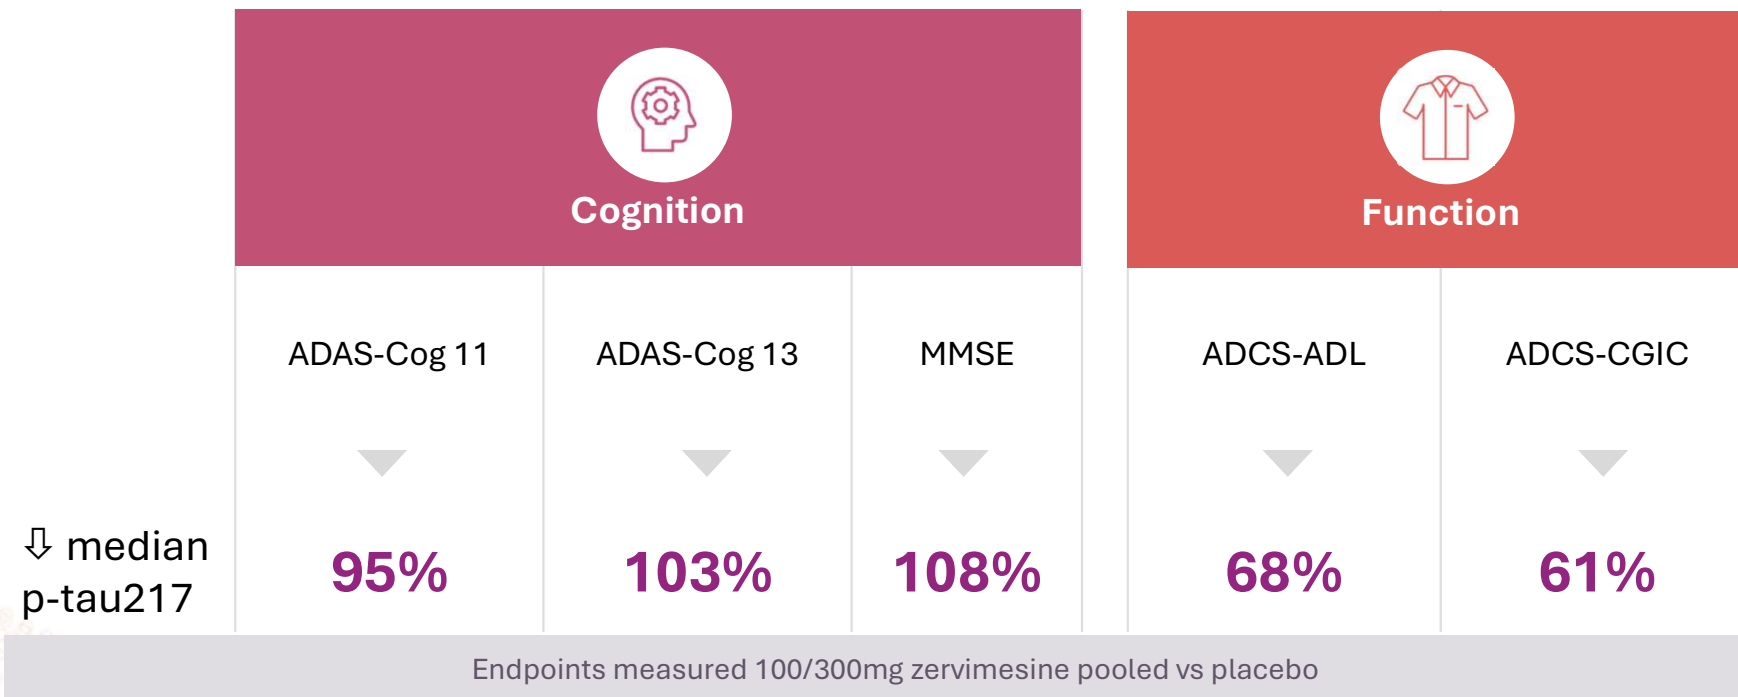 Cognition
Function
ADAS-Cog 11
ADAS-Cog 13
MMSE
ADCS-ADL
ADCS-CGIC
⇩ median
p-tau217
95%
103%
108%
68%
61%
Endpoints measured 100/300mg zervimesine pooled vs placebo